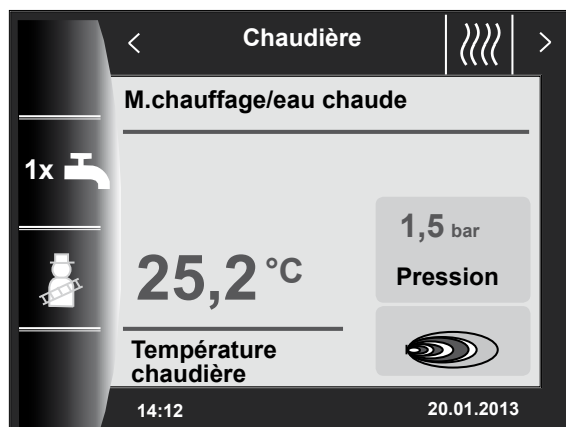 Chaudière
M.chauffage/eau chaude
1x
1,5 bar
Pression
25,2 °C
Température
chaudière
14:12
20.01.2013